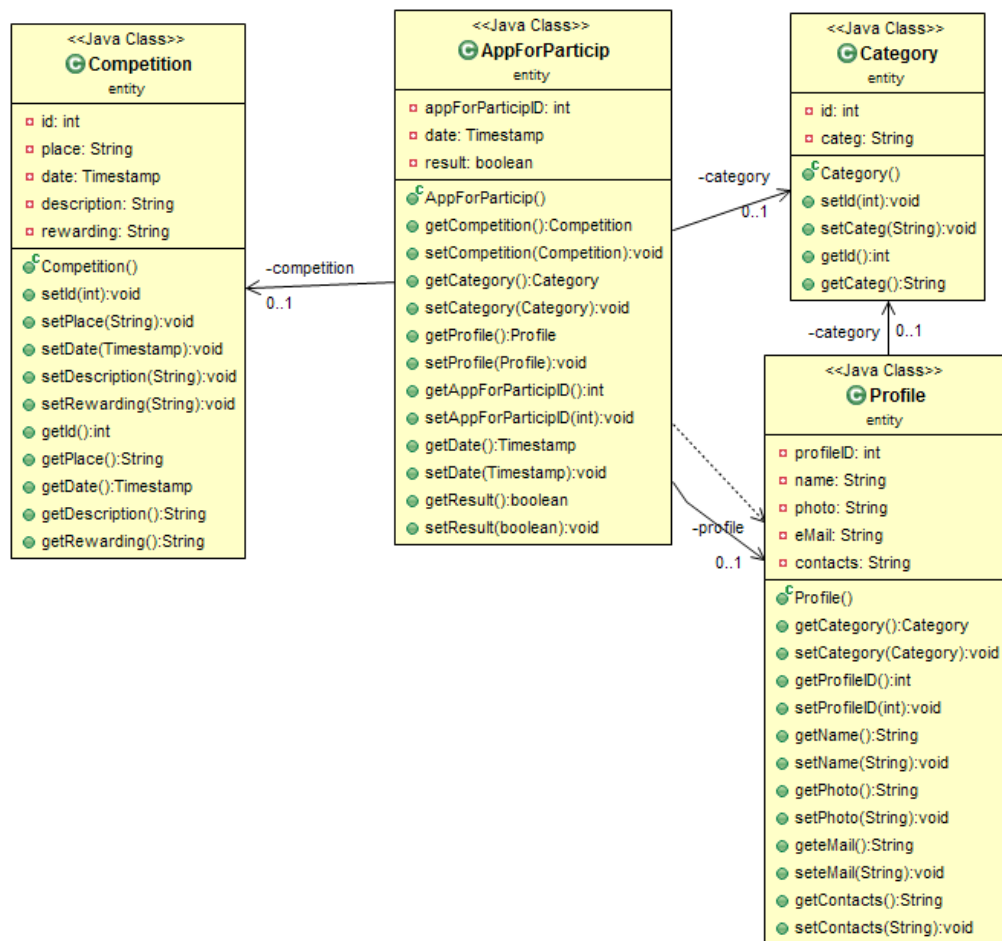 <<Java Class>>
C Competition
entity
id: int
place: String
date: Timestamp
description: String
rewarding: String
Competition()
setId(int):void
setPlace(String):void
setDate(Timestamp):void
setDescription(String):void
setRewarding(String):void
getId():int
getPlace():String
getDate():Timestamp
getDescription():String
getRewarding():String
-competition
0..1
<<Java Class>>
C AppForParticip
entity
appForParticipID: int
date: Timestamp
result: boolean
AppForParticip()
getCompetition():Competition
setCompetition(Competition):void
getCategory():Category
setCategory(Category):void
getProfile():Profile
setProfile(Profile):void
getAppForParticipID():int
setAppForParticipID(int):void
getDate():Timestamp
setDate(Timestamp):void
getResult():boolean
setResult(boolean):void
-category
0..1
-profile
0..1
<<Java Class>>
C Category
entity
id: int
categ: String
Category()
setId(int):void
setCateg(String):void
getId():int
getCateg():String
-category
0..1
<<Java Class>>
C Profile
entity
profileID: int
name: String
photo: String
eMail: String
contacts: String
Profile()
getCategory():Category
setCategory(Category):void
getProfileID():int
setProfileID(int):void
getName():String
setName(String):void
getPhoto():String
setPhoto(String):void
geteMail():String
seteMail(String):void
getContacts():String
setContacts(String):void